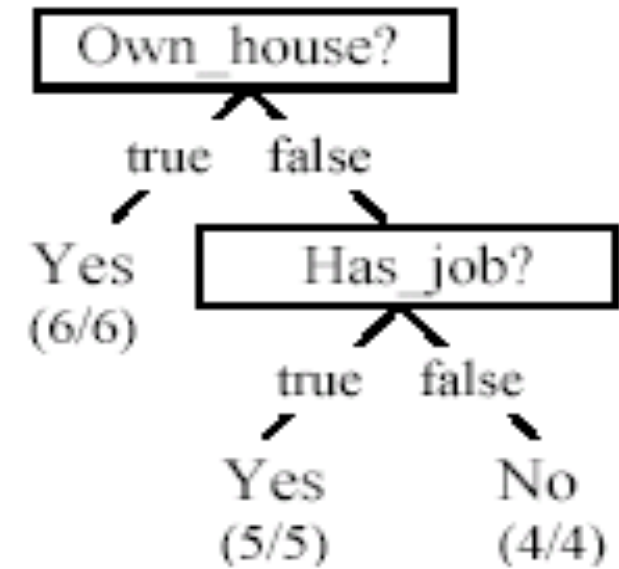 Own_house?
true false
Yes
(6/6)
Has_job?
true false
Yes No
(5/5) (4/4)